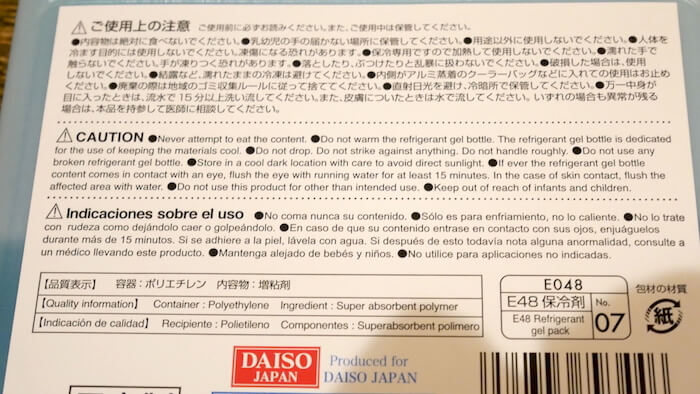 ⚠ ご使用上の注意 ご使用前に必ずお読みください。また、ご使用中は保管してください。
●内容物は絶対に食べないでください。●乳幼児の手の届かない場所に保管してください。●用途以外に使用しないでください。●人体を
冷ます目的には使用しないでください。凍傷になる恐れがあります。●保冷専用ですので加熱して使用しないでください。●濡れた手で
触らないでください。手が凍りつく恐れがあります。●落としたり、ぶつけたりと乱暴に扱わないでください。●破損した場合は、使用
しないでください。●結露など、濡れたままの冷凍は避けてください。●内側がアルミ蒸着のクーラーバッグなどに入れての使用はお止め
ください。●廃棄の際は地域のゴミ収集ルールに従って捨ててください。●直射日光を避け、冷暗所で保管してください。●万一中身が
目に入ったときは、流水で15分以上洗い流してください。また、皮膚についたときは水で流してください。いずれの場合も異常が残る
場合は、本品を持参して医師に相談してください。
⚠ CAUTION ●Never attempt to eat the content. ●Do not warm the refrigerant gel bottle. The refrigerant gel bottle is dedicated
for the use of keeping the materials cool. ●Do not drop. Do not strike against anything. Do not handle roughly. ●Do not use any
broken refrigerant gel bottle. ●Store in a cool dark location with care to avoid direct sunlight. ●If ever the refrigerant gel bottle
content comes in contact with an eye, flush the eye with running water for at least 15 minutes. In the case of skin contact, flush the
affected area with water. ●Do not use this product for other than intended use. ●Keep out of reach of infants and children.
⚠ Indicaciones sobre el uso ●No coma nunca su contenido. ●Sólo es para enfriamiento, no lo caliente. ●No lo trate
con rudeza como dejándolo caer o golpeándolo. ●En caso de que su contenido entrase en contacto con sus ojos, enjuáguelos
durante más de 15 minutos. Si se adhiere a la piel, lávela con agua. Si después de esto todavía nota alguna anormalidad, consulte a
un médico llevando este producto. ●Mantenga alejado de bebés y niños. ●No utilice para aplicaciones no indicadas.
【品質表示】 容器：ポリエチレン 内容物：増粘剤
【Quality information】 Container : Polyethylene Ingredient : Super absorbent polymer
【Indicación de calidad】 Recipiente : Polietileno Componentes : Superabsorbent polimero
E048
E48 保冷剤
E48 Refrigerant
gel pack
No.
07
包材の材質
紙
DAISO
JAPAN
Produced for
DAISO JAPAN